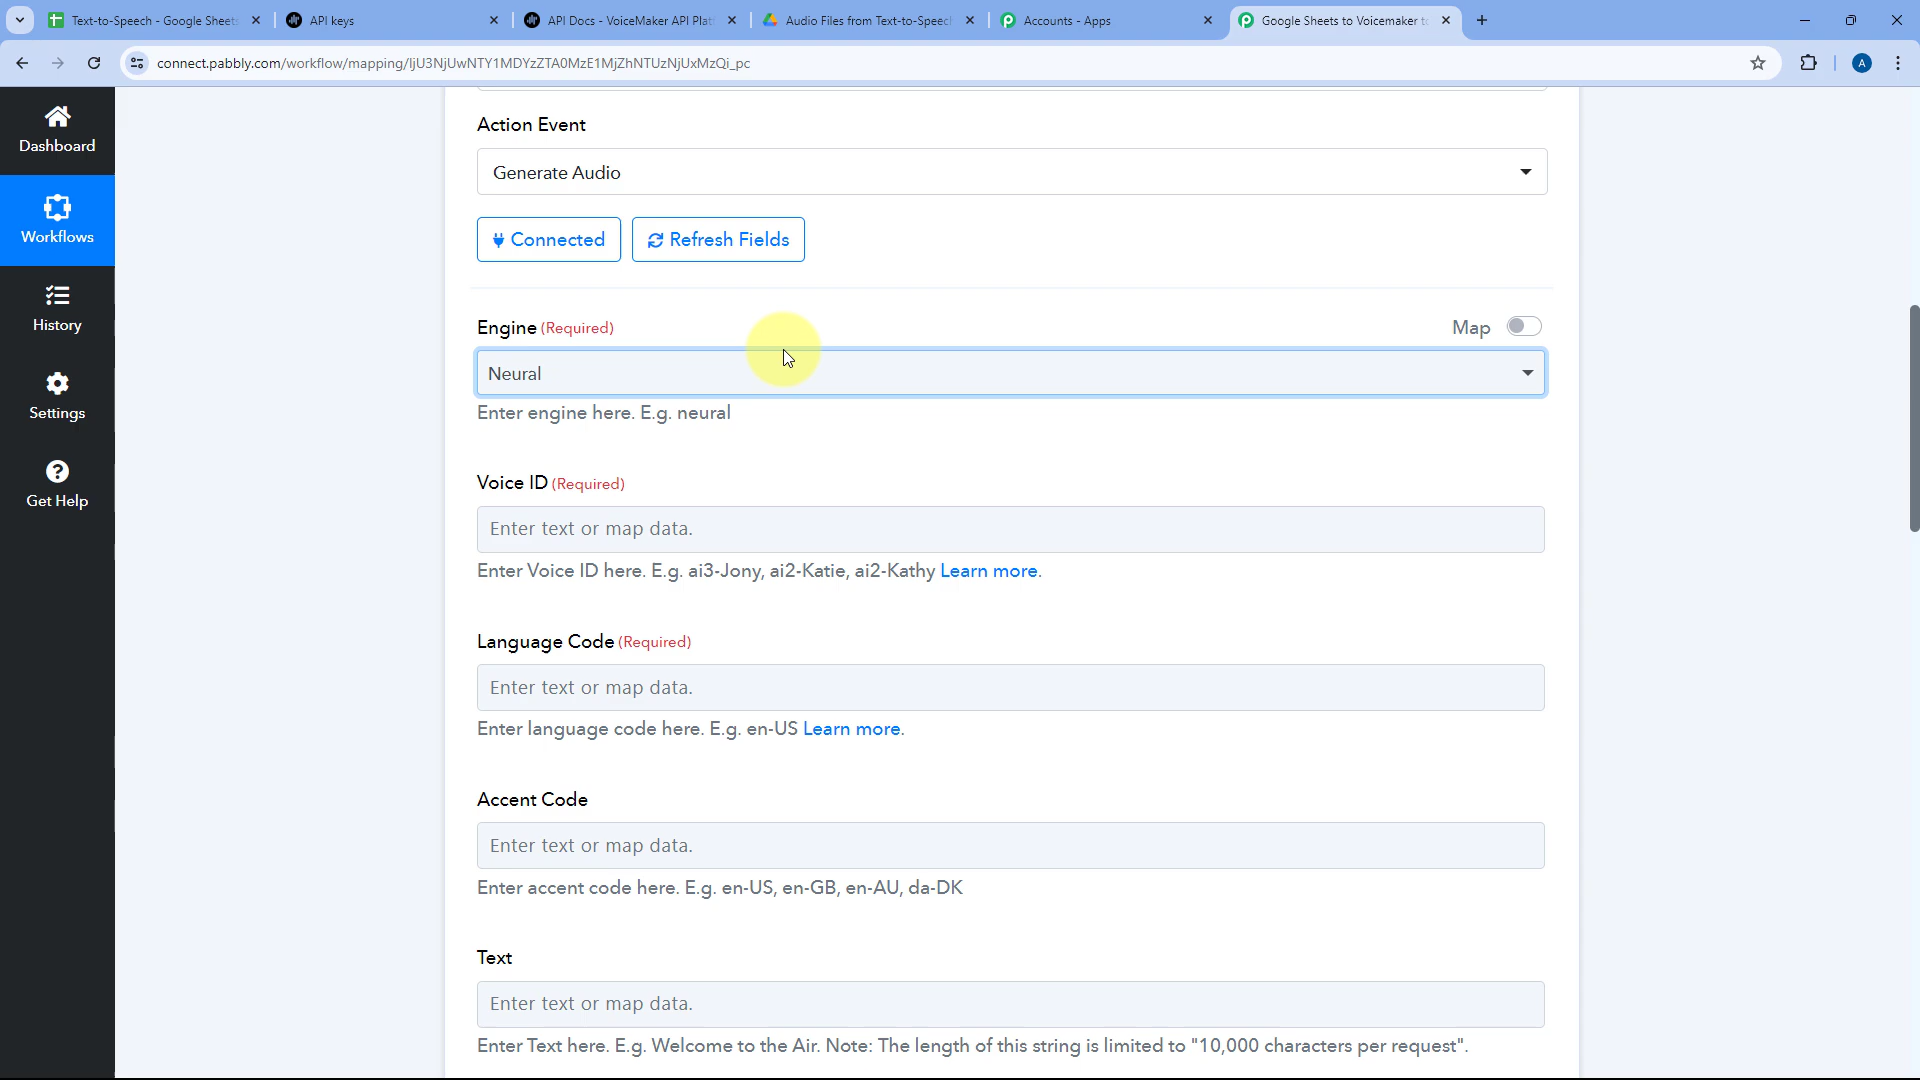 Text-to-Speech - Google Sheets
API keys
API Docs - VoiceMaker API Plat
Audio Files from Text-to-Speech
Accounts - Apps
Google Sheets to Voicemaker to
connect.pabbly.com/workflow/mapping/IjU3NjUwNTY1MDYzZTA0MzE1MjZhNTUzNjUxMzQi_pc
A
Dashboard
Workflows
History
Settings
Get Help
Action Event
Generate Audio
Connected
Refresh Fields
Engine (Required)
Map
Neural
Enter engine here. E.g. neural
Voice ID (Required)
Enter text or map data.
Enter Voice ID here. E.g. ai3-Jony, ai2-Katie, ai2-Kathy Learn more.
Language Code (Required)
Enter text or map data.
Enter language code here. E.g. en-US Learn more.
Accent Code
Enter text or map data.
Enter accent code here. E.g. en-US, en-GB, en-AU, da-DK
Text
Enter text or map data.
Enter Text here. E.g. Welcome to the Air. Note: The length of this string is limited to "10,000 characters per request".